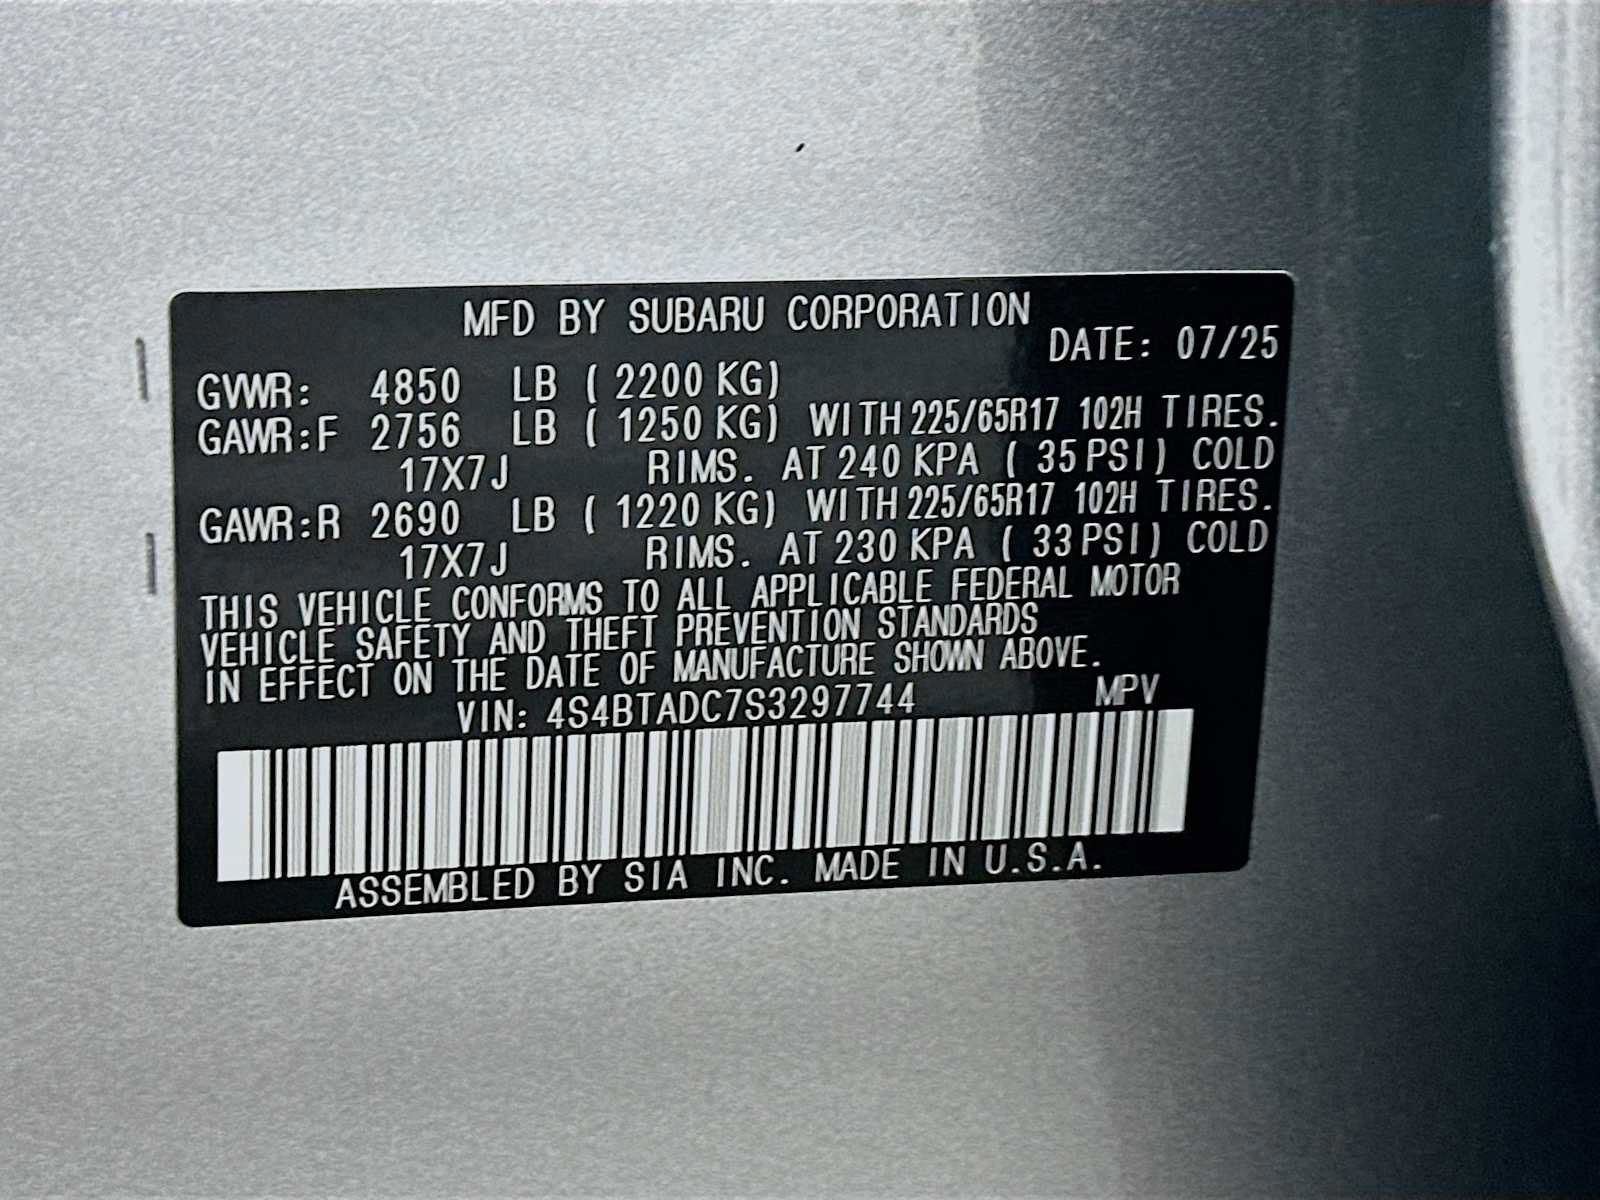 MFD BY SUBARU CORPORATION
DATE: 07/25
GVWR: 4850 LB ( 2200 KG)
GAWR:F 2756 LB ( 1250 KG) WITH 225/65R17 102H TIRES.
17X7J RIMS. AT 240 KPA ( 35 PSI) COLD
GAWR:R 2690 LB ( 1220 KG) WITH 225/65R17 102H TIRES.
17X7J RIMS. AT 230 KPA ( 33 PSI) COLD
THIS VEHICLE CONFORMS TO ALL APPLICABLE FEDERAL MOTOR
VEHICLE SAFETY AND THEFT PREVENTION STANDARDS
IN EFFECT ON THE DATE OF MANUFACTURE SHOWN ABOVE.
VIN: 4S4BTADC7S3297744 MPV
ASSEMBLED BY SIA INC. MADE IN U.S.A.